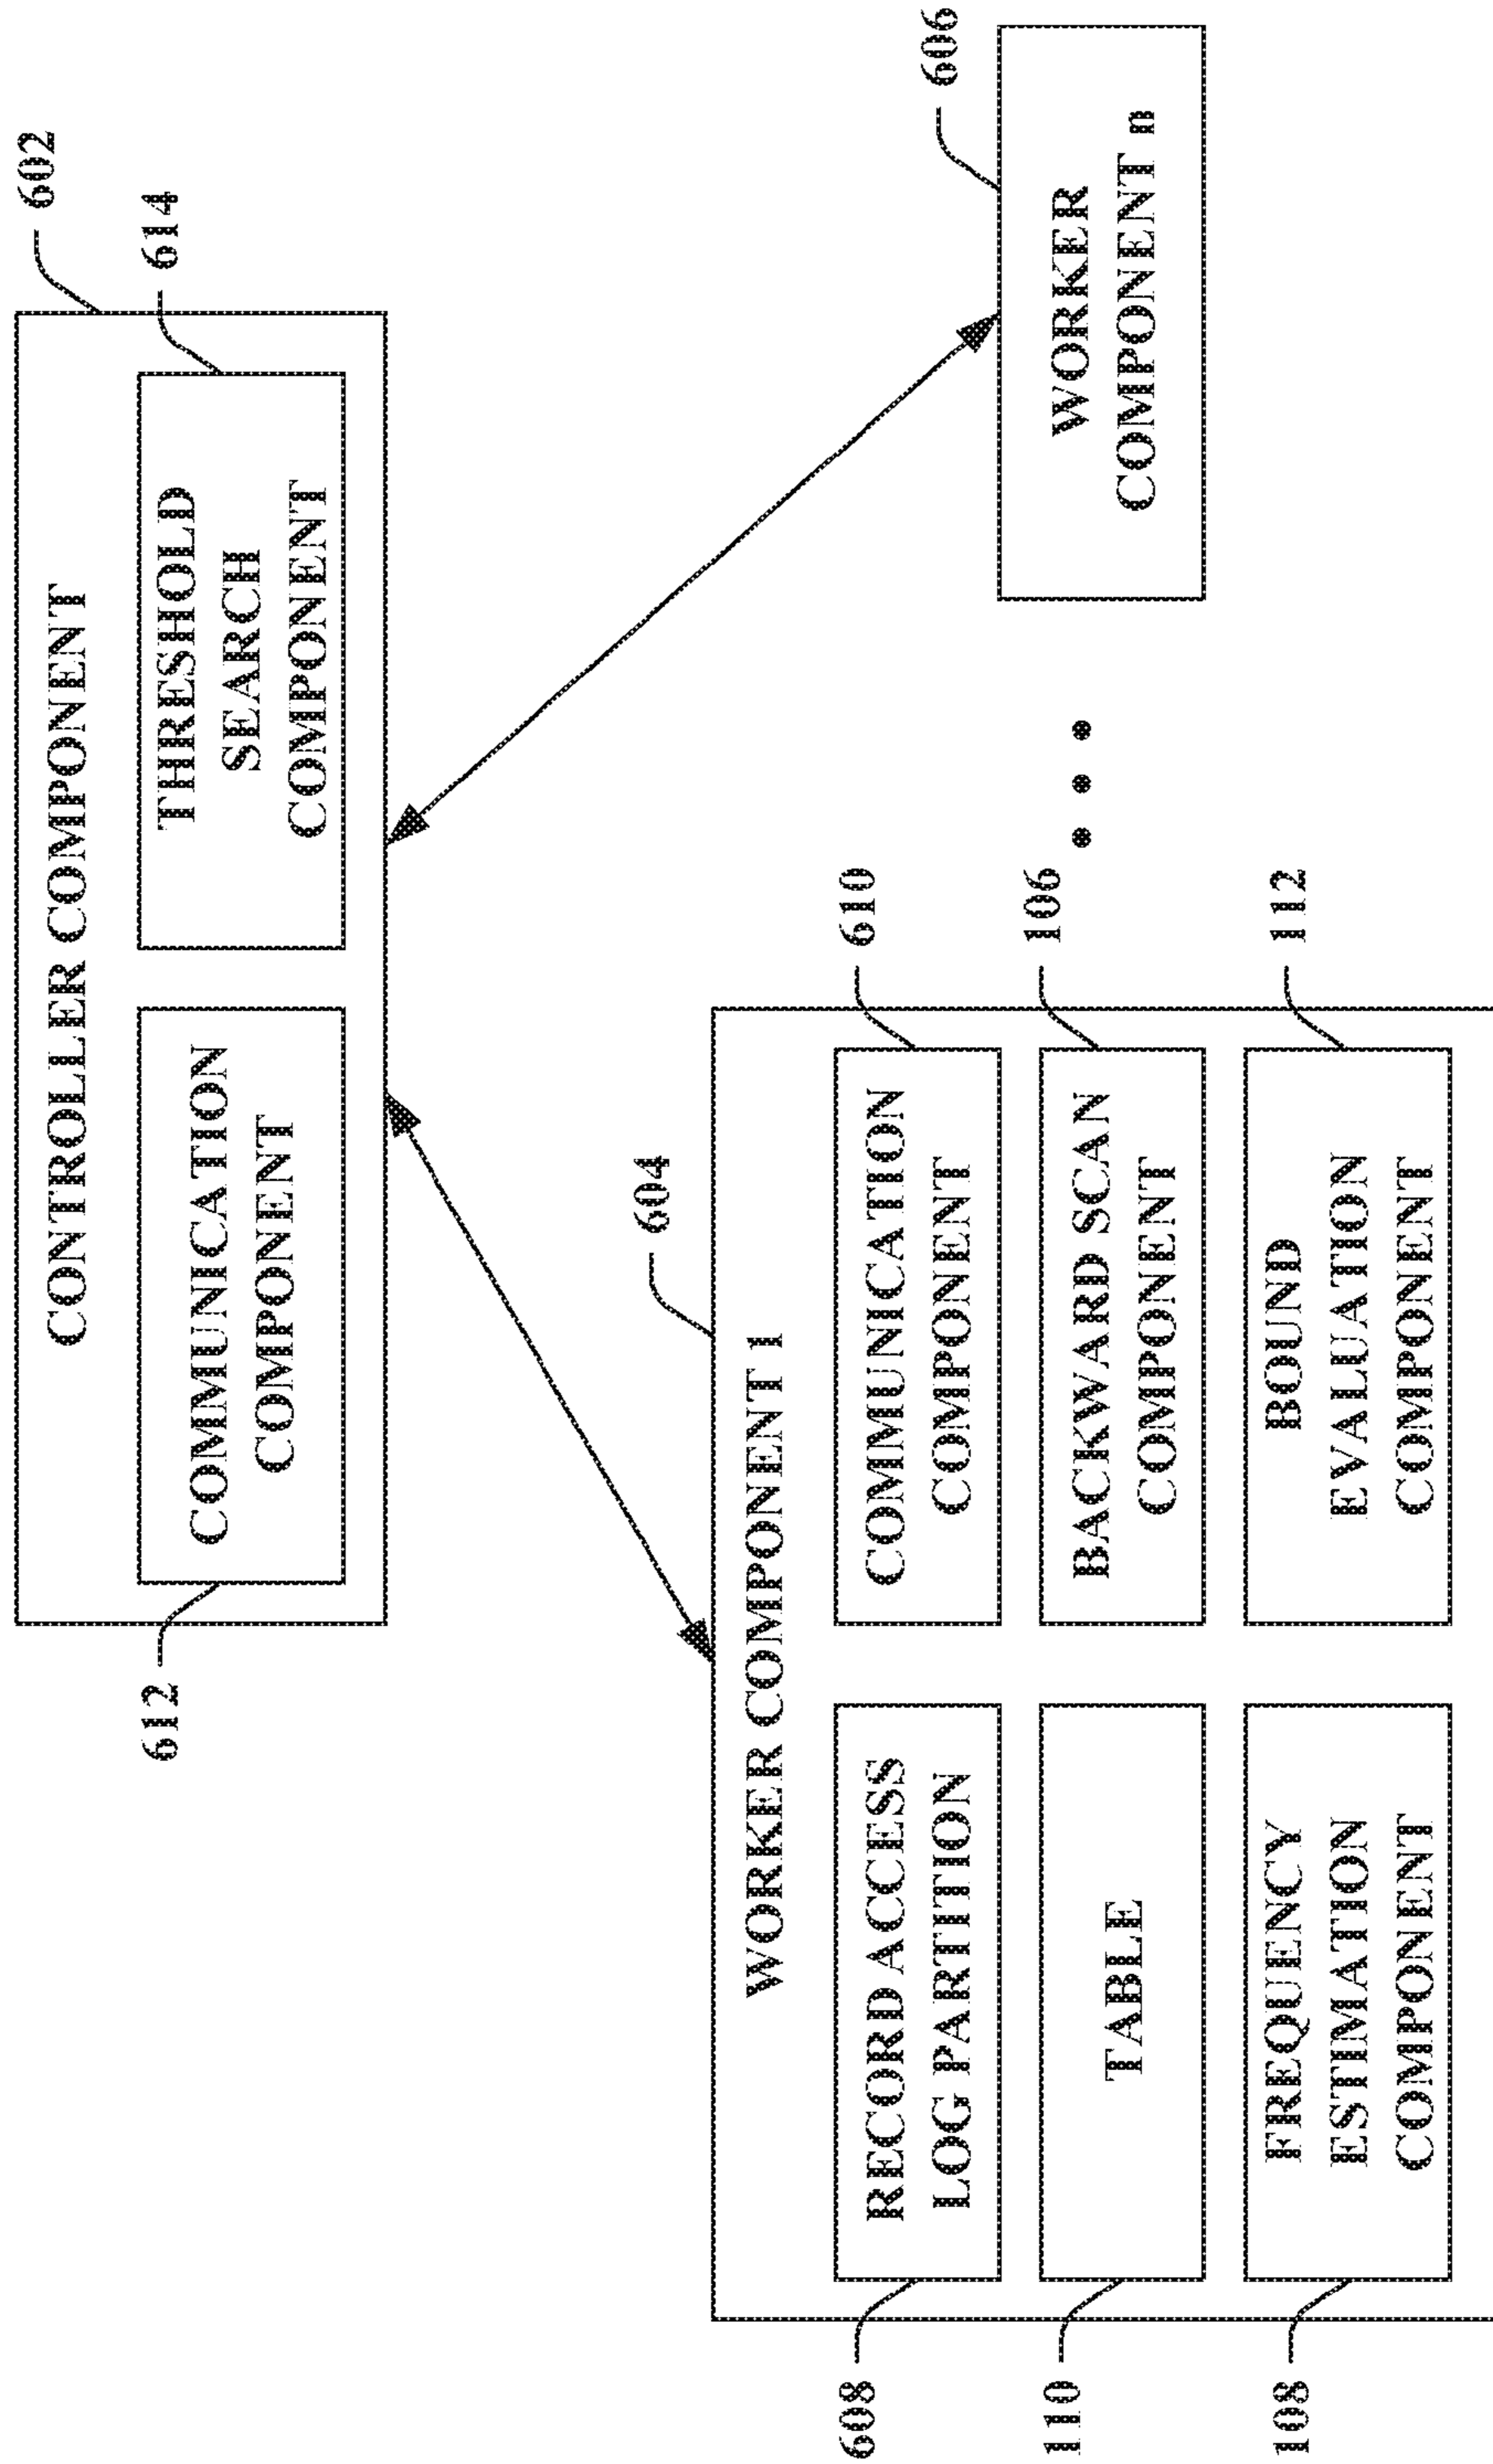 602
CONTROLLER COMPONENT
612
COMMUNICATION
COMPONENT
THRESHOLD
SEARCH
COMPONENT
614
604
WORKER COMPONENT 1
608
RECORD ACCESS
LOG PARTITION
COMMUNICATION
COMPONENT
610
110
TABLE
BACKWARD SCAN
COMPONENT
106
108
FREQUENCY
ESTIMATION
COMPONENT
BOUND
EVALUATION
COMPONENT
112
606
WORKER
COMPONENT n